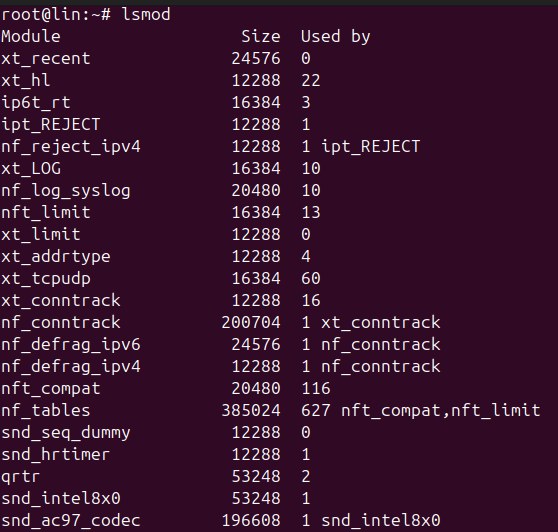 root@lin:~# lsmod
Module                  Size  Used by
xt_recent              24576  0
xt_hl                  12288  22
ip6t_rt                16384  3
ipt_REJECT             12288  1
nf_reject_ipv4         12288  1 ipt_REJECT
xt_LOG                 16384  10
nf_log_syslog          20480  10
nft_limit              16384  13
xt_limit               12288  0
xt_addrtype            12288  4
xt_tcpudp              16384  60
xt_conntrack           12288  16
nf_conntrack          200704  1 xt_conntrack
nf_defrag_ipv6         24576  1 nf_conntrack
nf_defrag_ipv4         12288  1 nf_conntrack
nft_compat             20480  116
nf_tables             385024  627 nft_compat,nft_limit
snd_seq_dummy          12288  0
snd_hrtimer            12288  1
qrtr                   53248  2
snd_intel8x0           53248  1
snd_ac97_codec        196608  1 snd_intel8x0